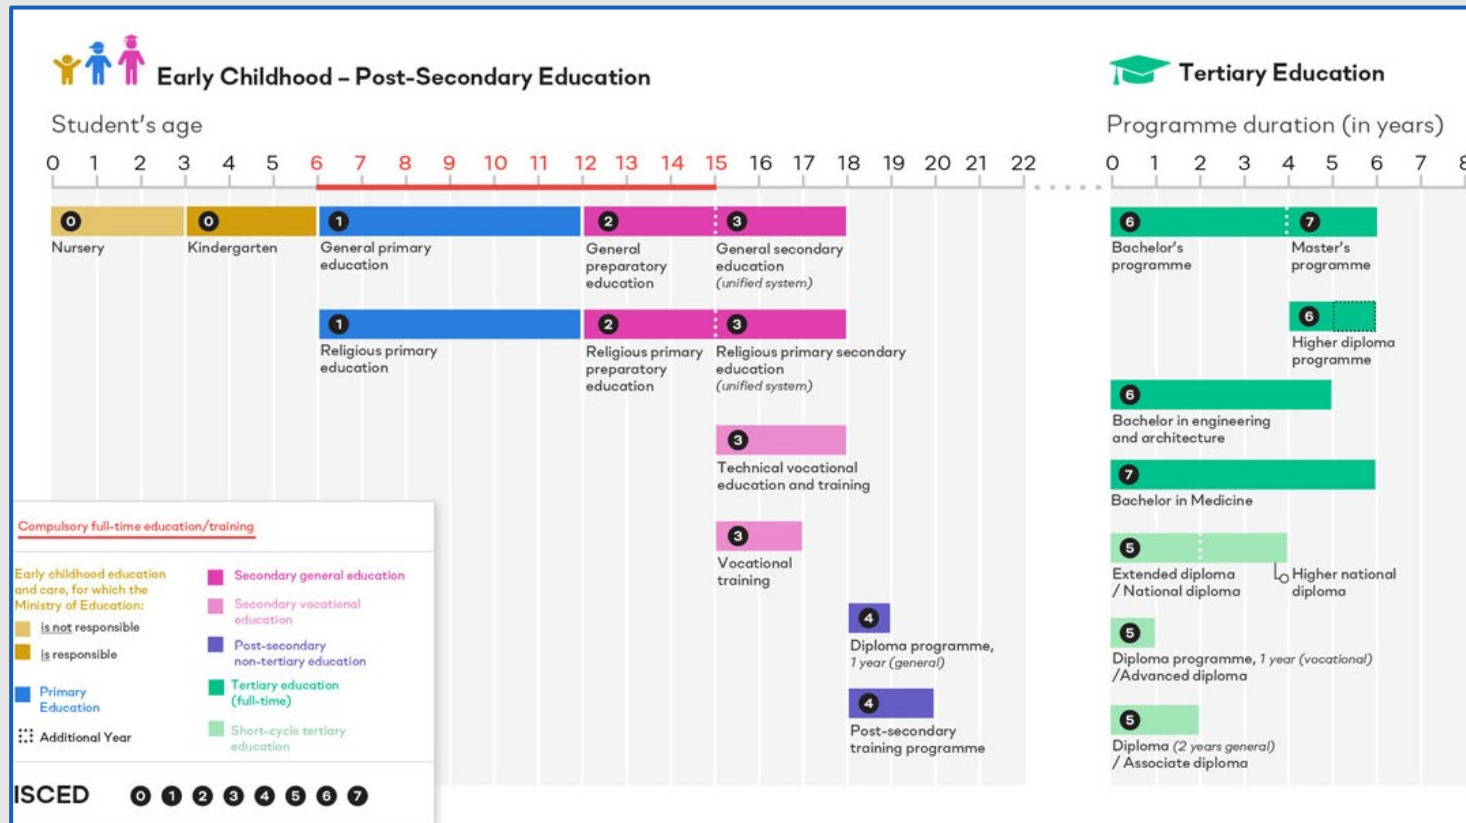 Early Childhood – Post-Secondary Education
Student's age
0 1 2 3 4 5 6 7 8 9 10 11 12 13 14 15 16 17 18 19 20 21 22
0
Nursery
0
Kindergarten
1
General primary
education
2
General
preparatory
education
3
General secondary
education
(unified system)
1
Religious primary
education
2
Religious primary
preparatory
education
3
Religious primary secondary
education
(unified system)
3
Technical vocational
education and training
3
Vocational
training
4
Diploma programme,
1 year (general)
4
Post-secondary
training programme
Tertiary Education
Programme duration (in years)
0 1 2 3 4 5 6 7 8
6
Bachelor's
programme
7
Master's
programme
6
Higher diploma
programme
6
Bachelor in engineering
and architecture
7
Bachelor in Medicine
5
Extended diploma
/ National diploma
Higher national
diploma
5
Diploma programme, 1 year (vocational)
/Advanced diploma
5
Diploma (2 years general)
/ Associate diploma
Compulsory full-time education/training
Early childhood education
and care, for which the
Ministry of Education:
is not responsible
is responsible
Primary
Education
Additional Year
Secondary general education
Secondary vocational
education
Post-secondary
non-tertiary education
Tertiary education
(full-time)
Short-cycle tertiary
education
ISCED 0 1 2 3 4 5 6 7